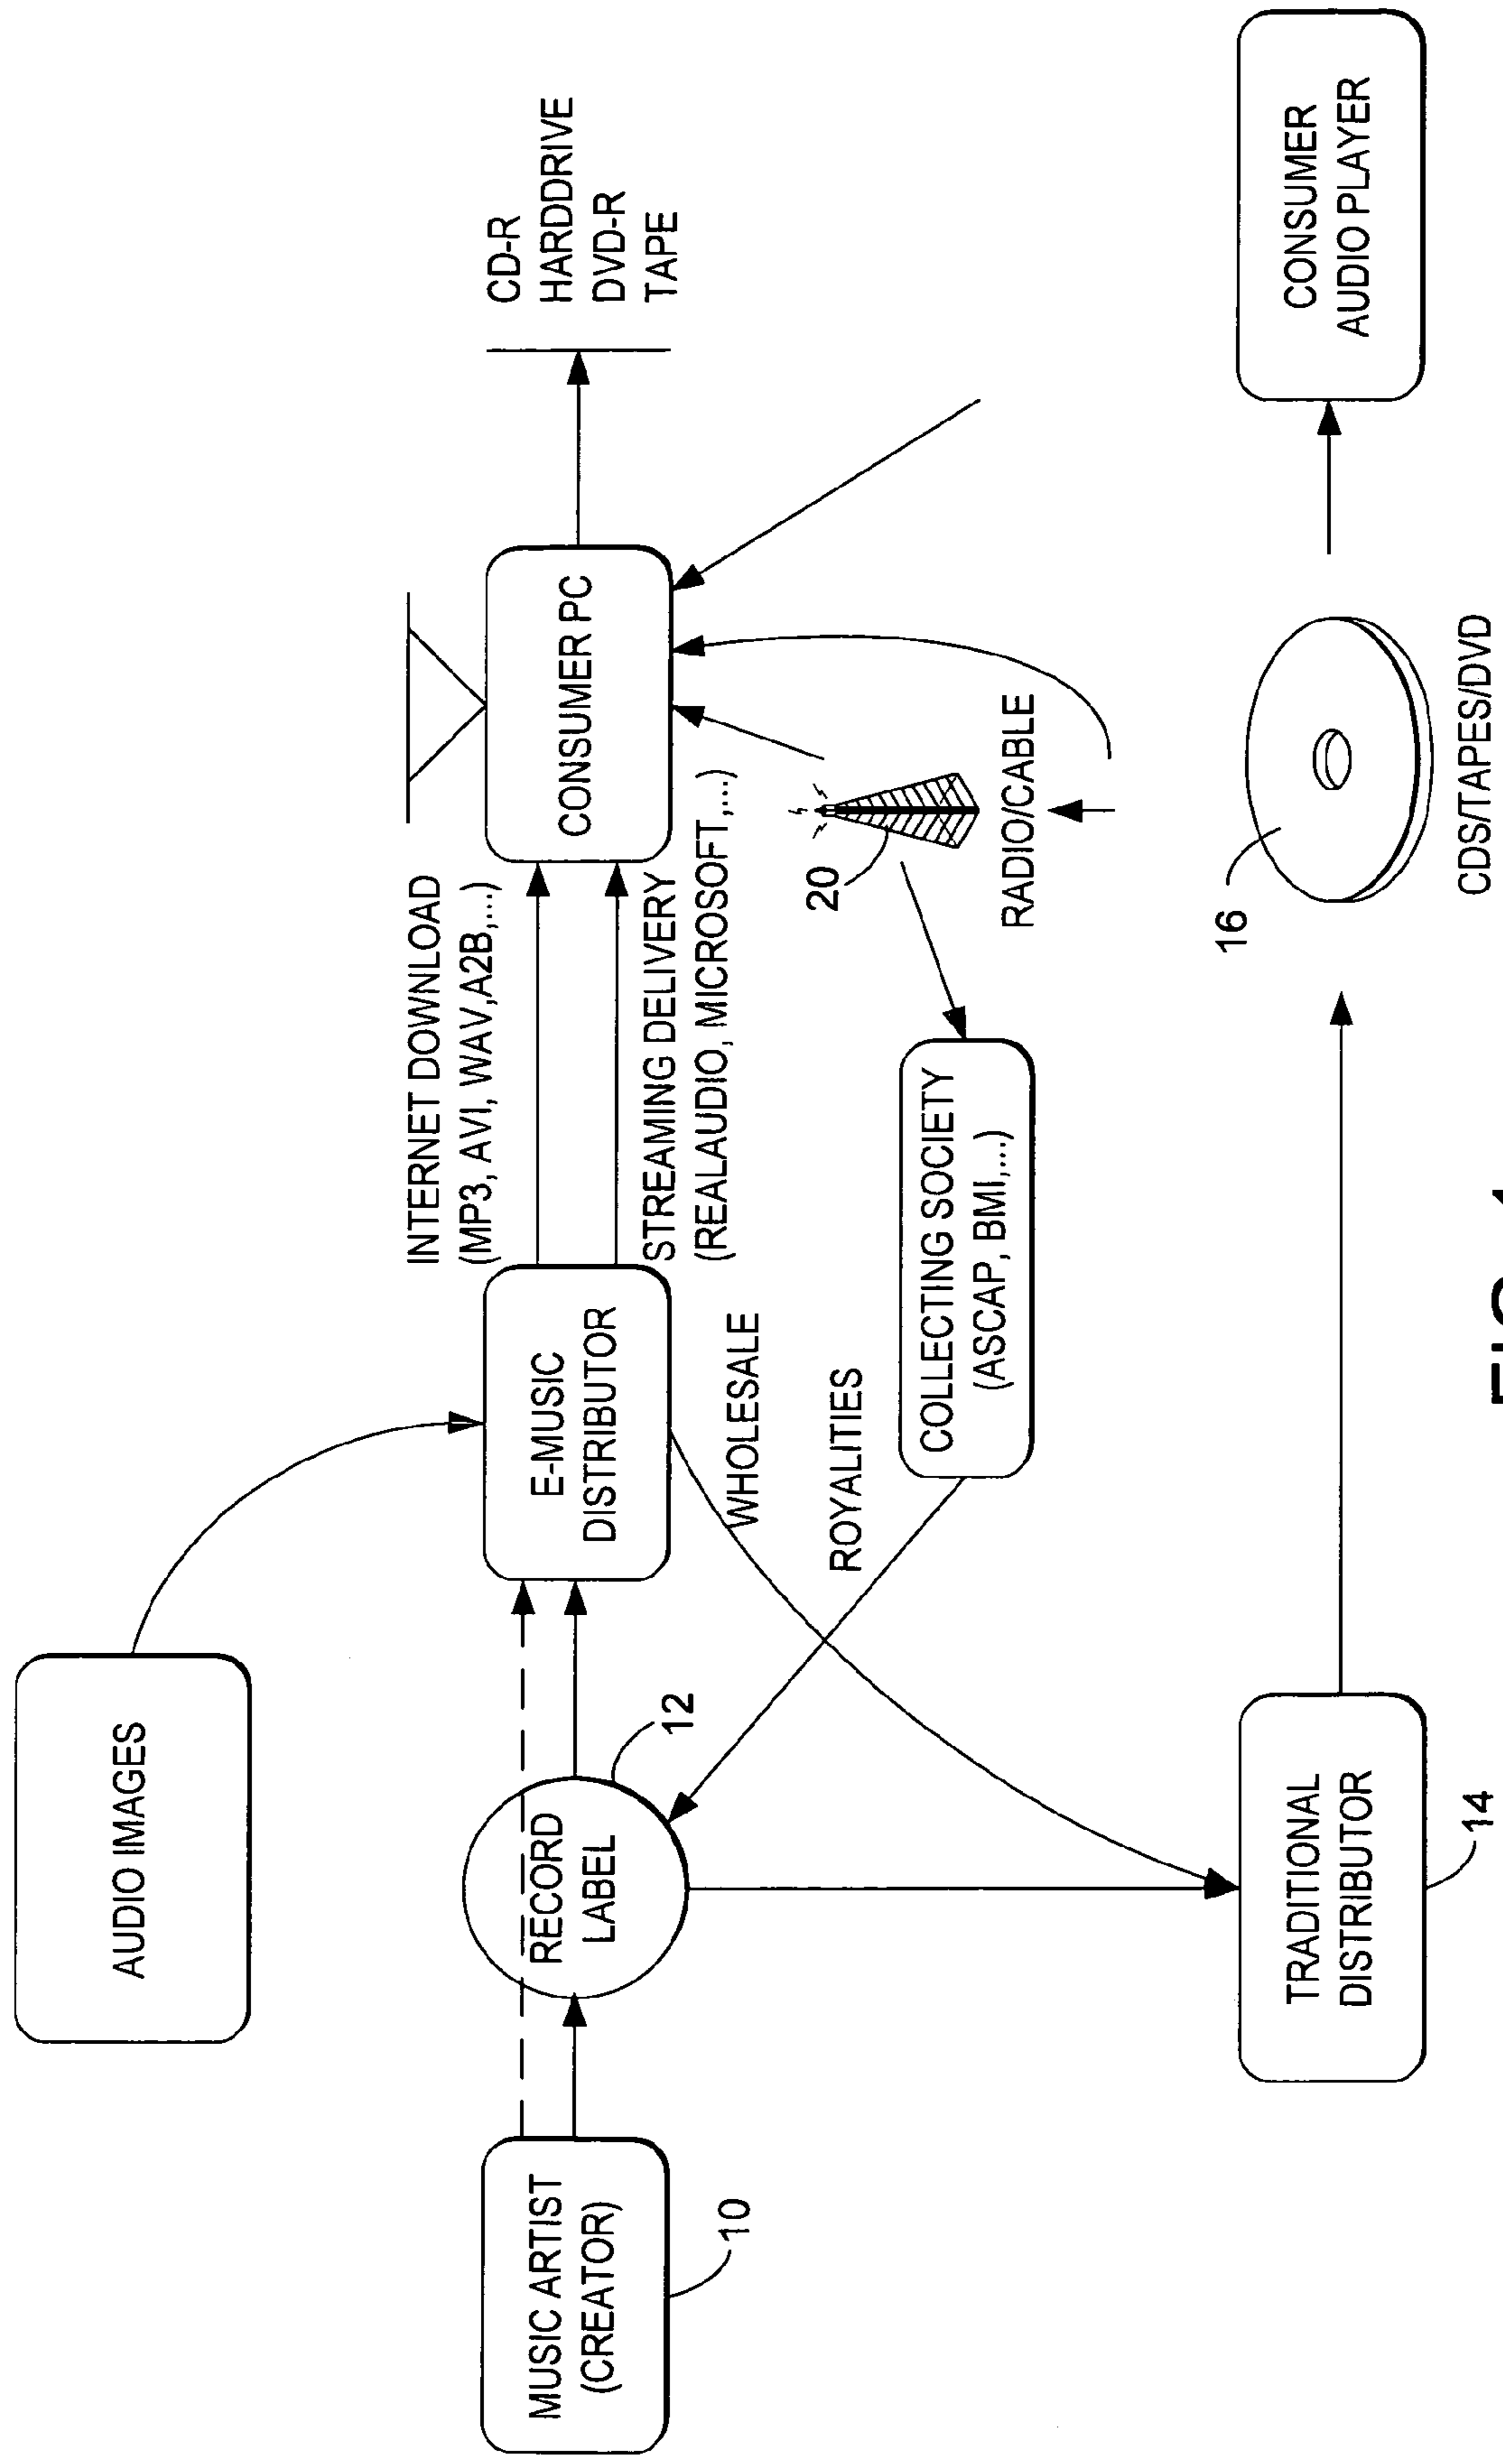 AUDIO IMAGES
MUSIC ARTIST
(CREATOR)
10
RECORD
LABEL
12
E-MUSIC
DISTRIBUTOR
INTERNET DOWNLOAD
(MP3, AVI, WAV,A2B,...)
STREAMING DELIVERY
(REALAUDIO, MICROSOFT,...)
CONSUMER PC
CD-R
HARDDRIVE
DVD-R
TAPE
WHOLESALE
ROYALITIES
COLLECTING SOCIETY
(ASCAP, BMI,...)
20
RADIO/CABLE
TRADITIONAL
DISTRIBUTOR
14
16
CDS/TAPES/DVD
CONSUMER
AUDIO PLAYER